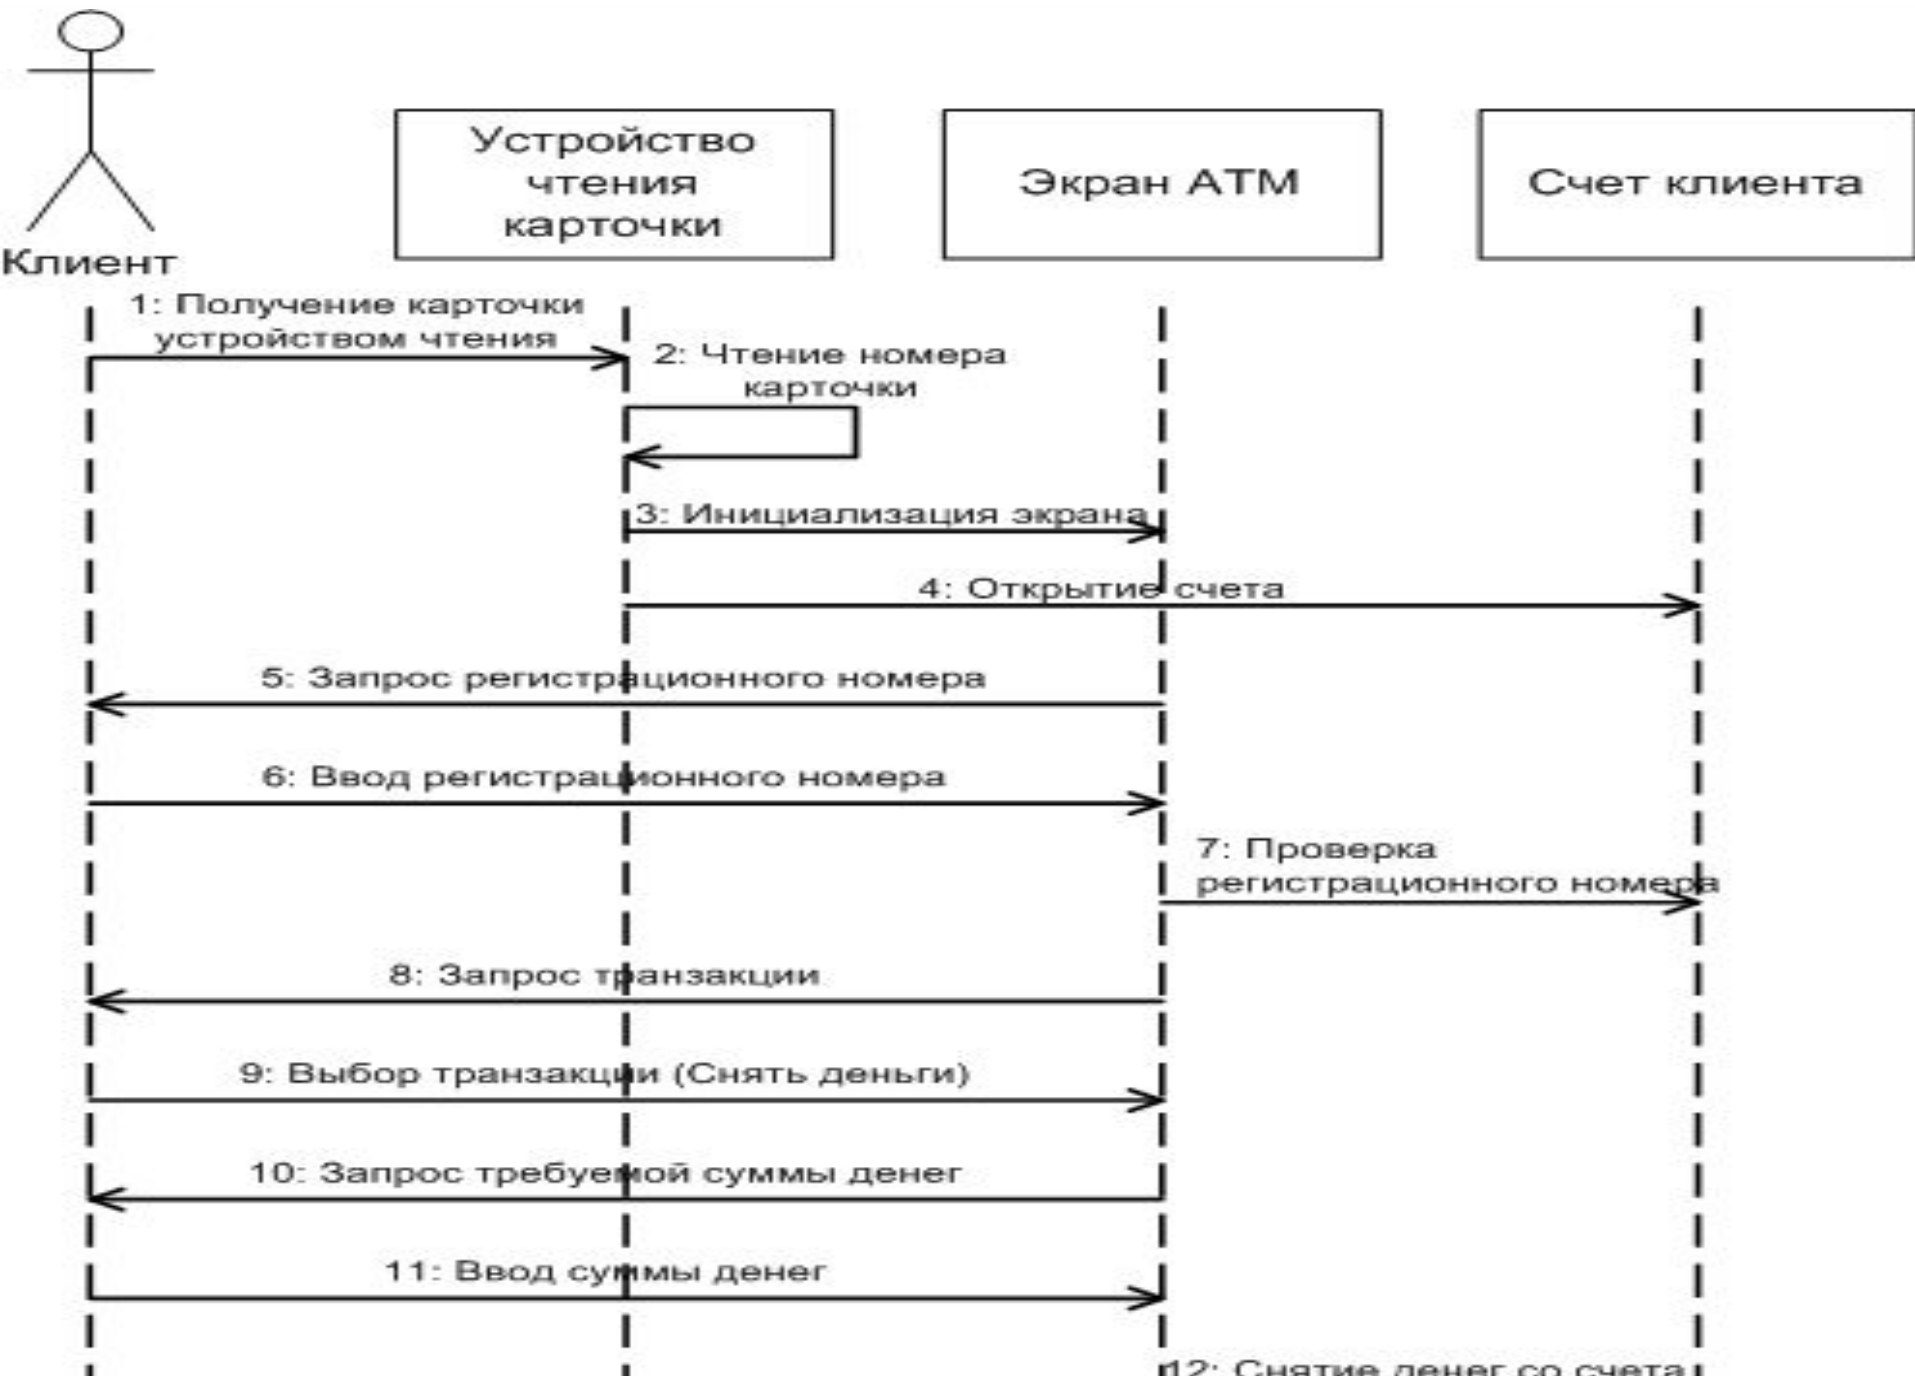 Устройство
чтения
карточки
Экран АТМ
Счет клиента
Клиент
1: Получение карточки
устройством чтения
2: Чтение номера
карточки
3: Инициализация экрана
4: Открытие счета
5: Запрос регистрационного номера
6: Ввод регистрационного номера
7: Проверка
регистрационного номера
8: Запрос транзакции
9: Выбор транзакции (Снять деньги)
10: Запрос требуемой суммы денег
11: Ввод суммы денег
12: Снятие денег со счета